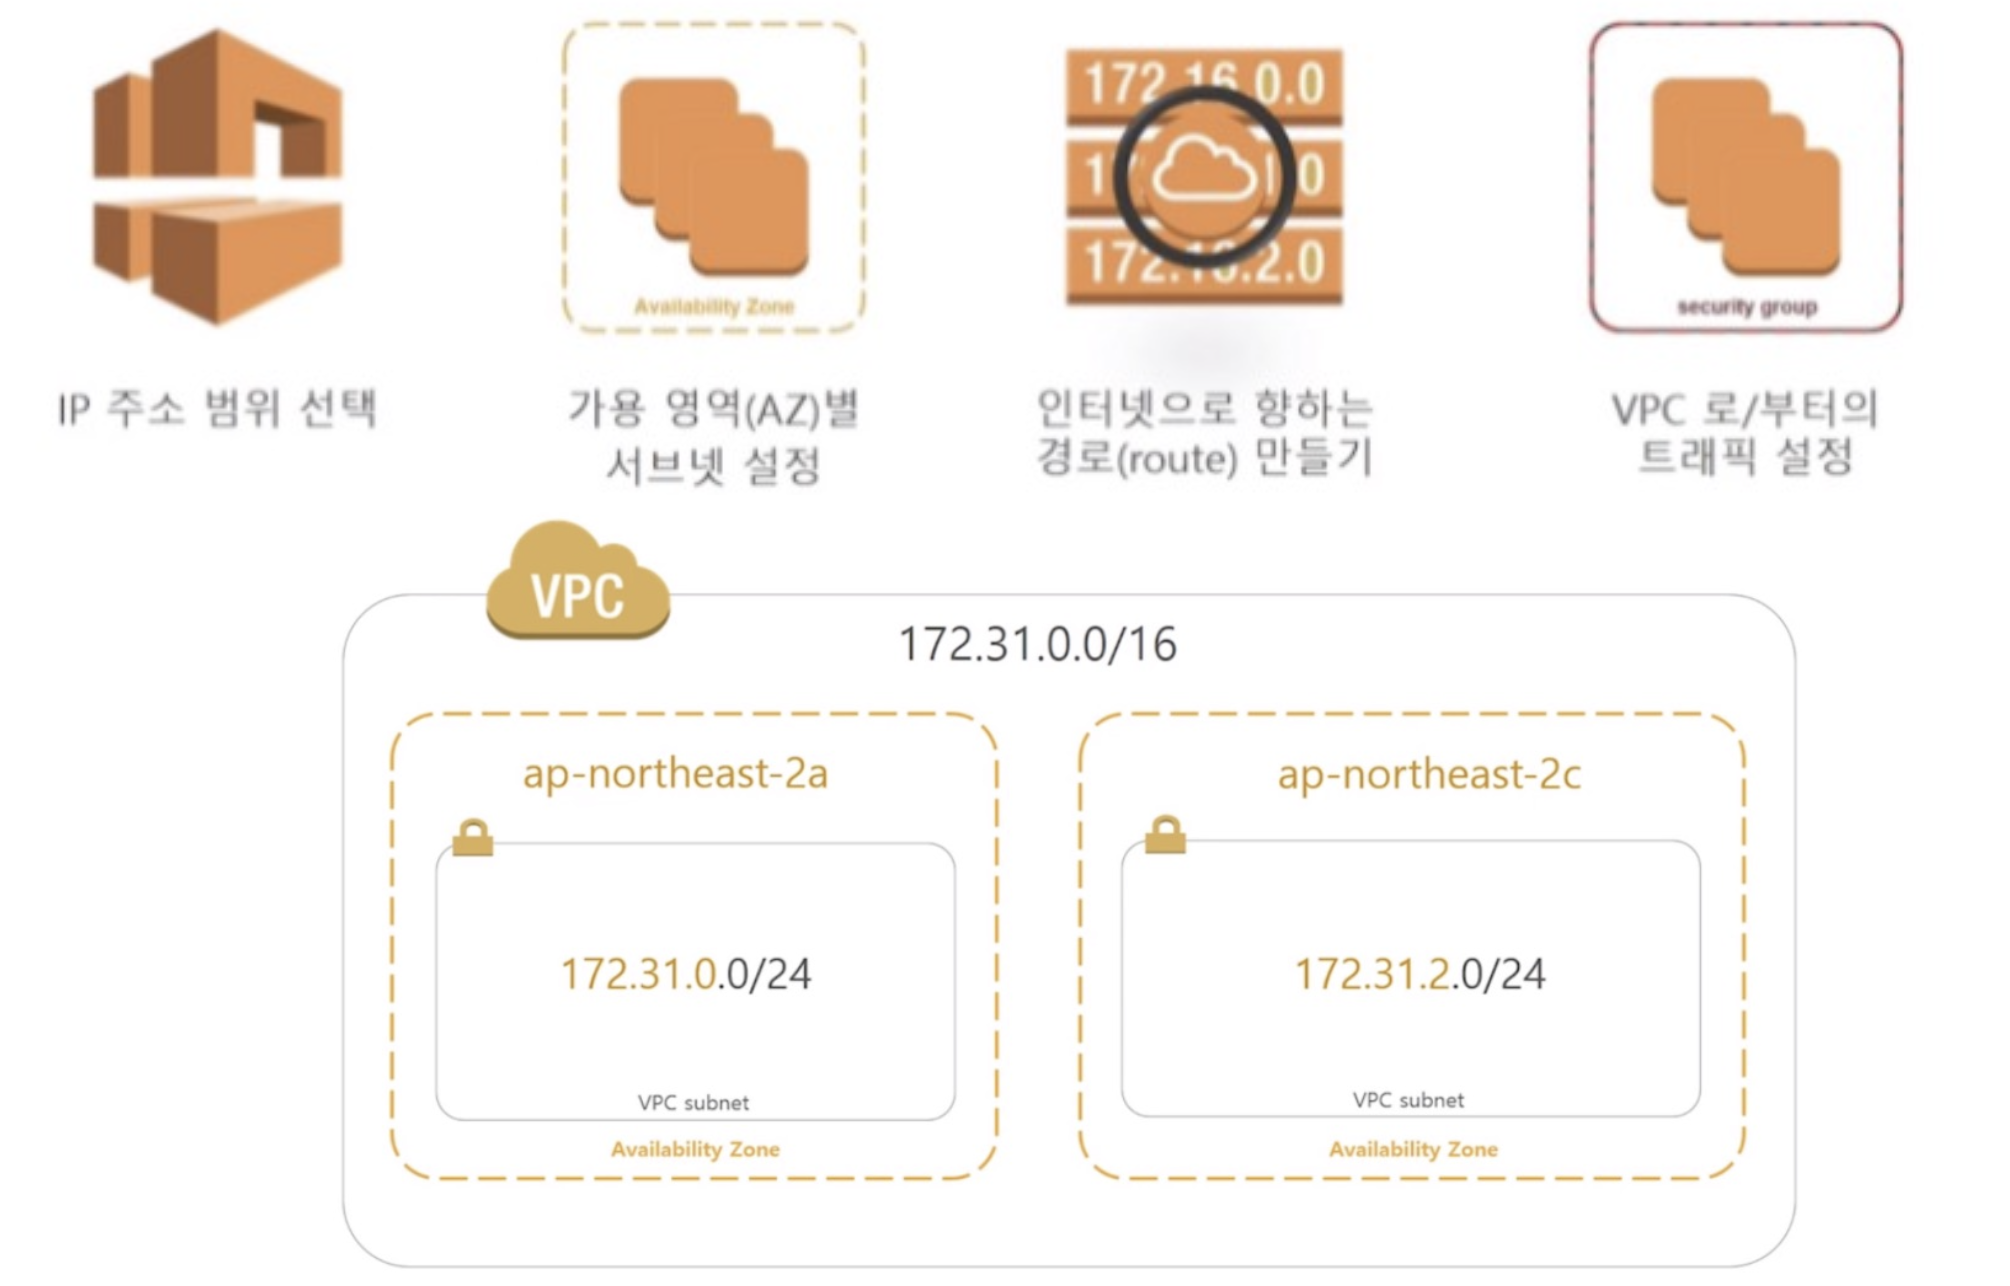 172.16.0.0
172.16.2.0
Availability Zone
security group
IP 주소 범위 선택
가용 영역(AZ)별
서브넷 설정
인터넷으로 향하는
경로(route) 만들기
VPC 로/부터의
트래픽 설정
VPC
172.31.0.0/16
ap-northeast-2a
172.31.0.0/24
VPC subnet
Availability Zone
ap-northeast-2c
172.31.2.0/24
VPC subnet
Availability Zone